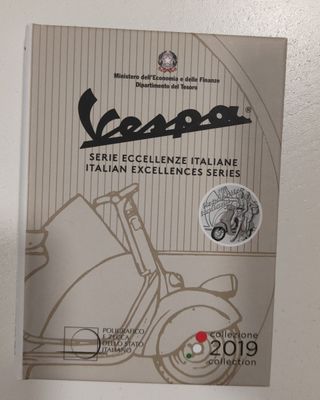 Ministero dell'Economia e delle Finanze
Dipartimento del Tesoro
Vespa®
SERIE ECCELLENZE ITALIANE
ITALIAN EXCELLENCES SERIES
POLIGRAFICO
E ZECCA
DELLO STATO
ITALIANO
collezione
2019
collection